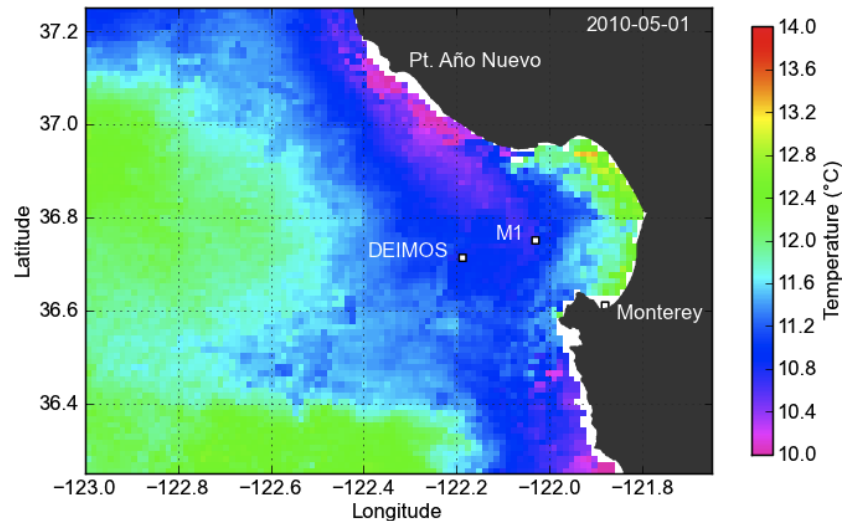 2010-05-01
Pt. Año Nuevo
M1
DEIMOS
Monterey
37.2
37.0
36.8
36.6
36.4
Latitude
−123.0 −122.8 −122.6 −122.4 −122.2 −122.0 −121.8
Longitude
14.0
13.6
13.2
12.8
12.4
12.0
11.6
11.2
10.8
10.4
10.0
Temperature (°C)